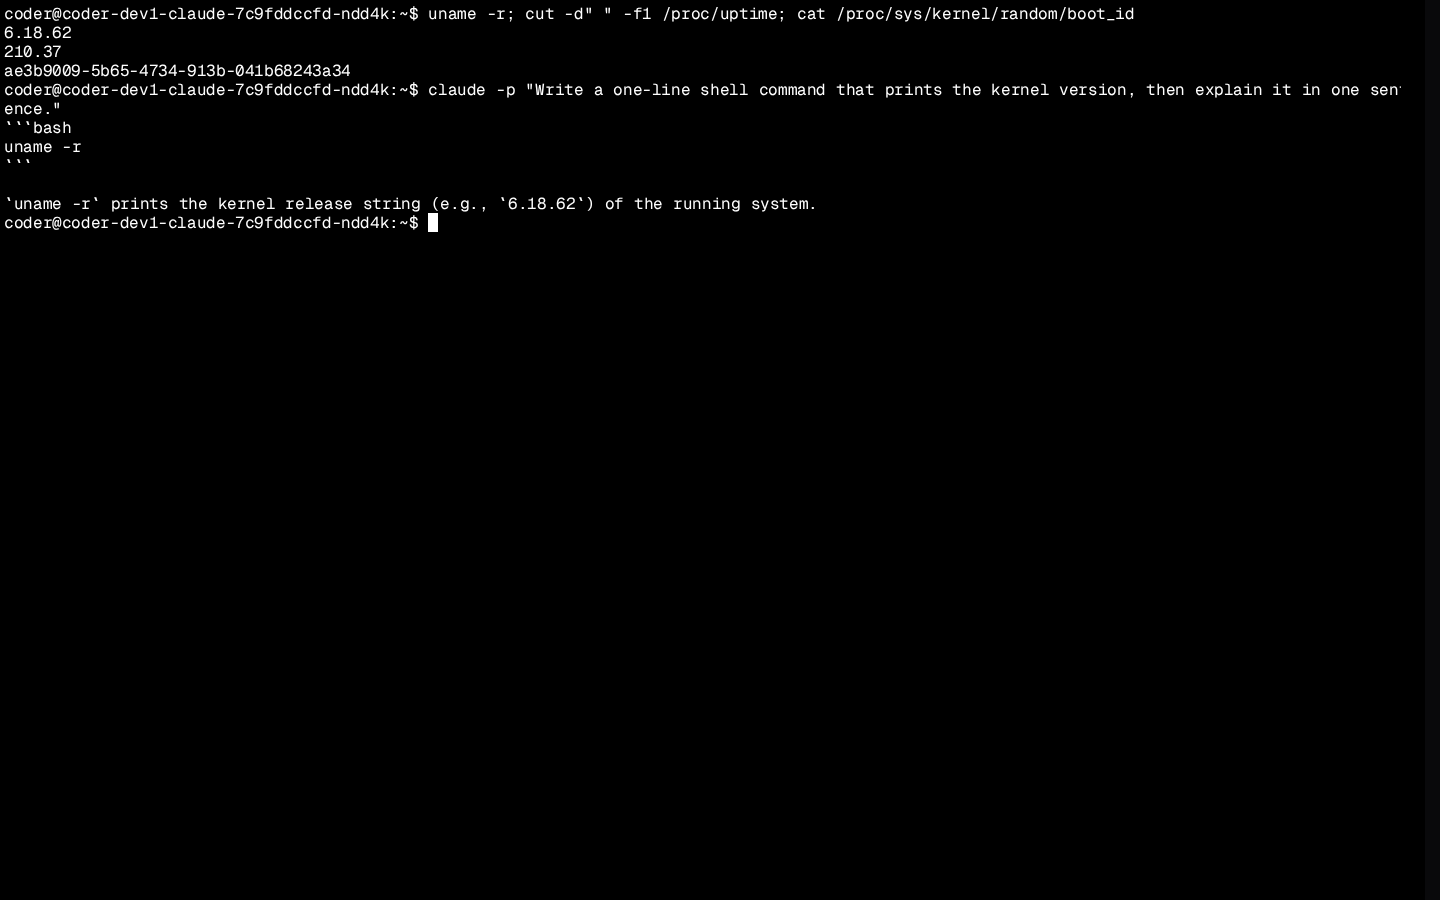 coder@coder-dev1-claude-7c9fddccfd-ndd4k:~$ uname -r; cut -d" " -f1 /proc/uptime; cat /proc/sys/kernel/random/boot_id
6.18.62
210.37
ae3b9009-5b65-4734-913b-041b68243a34
coder@coder-dev1-claude-7c9fddccfd-ndd4k:~$ claude -p "Write a one-line shell command that prints the kernel version, then explain it in one sent
ence."
```bash
uname -r
```
`uname -r` prints the kernel release string (e.g., `6.18.62`) of the running system.
coder@coder-dev1-claude-7c9fddccfd-ndd4k:~$